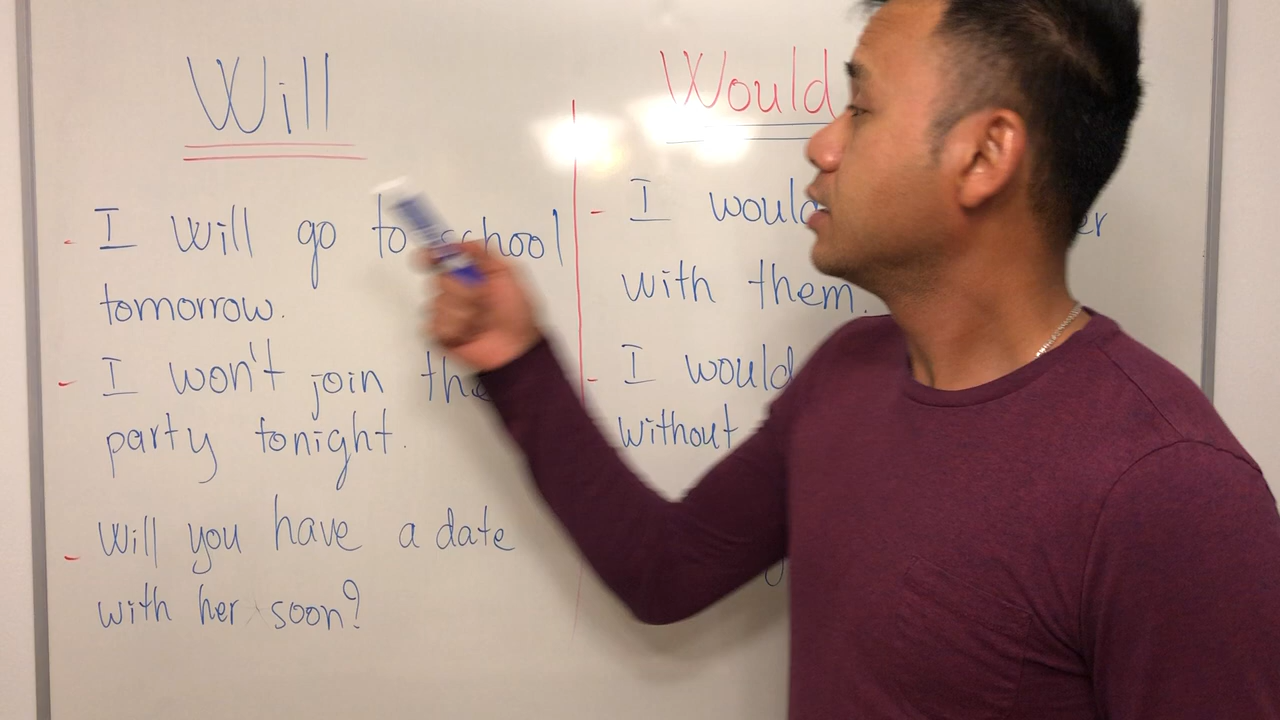 Will
- I will go to school
tomorrow.
- I won't join the
party tonight.
- Will you have a date
with her soon?
Would
- I would
with them.
- I would
without